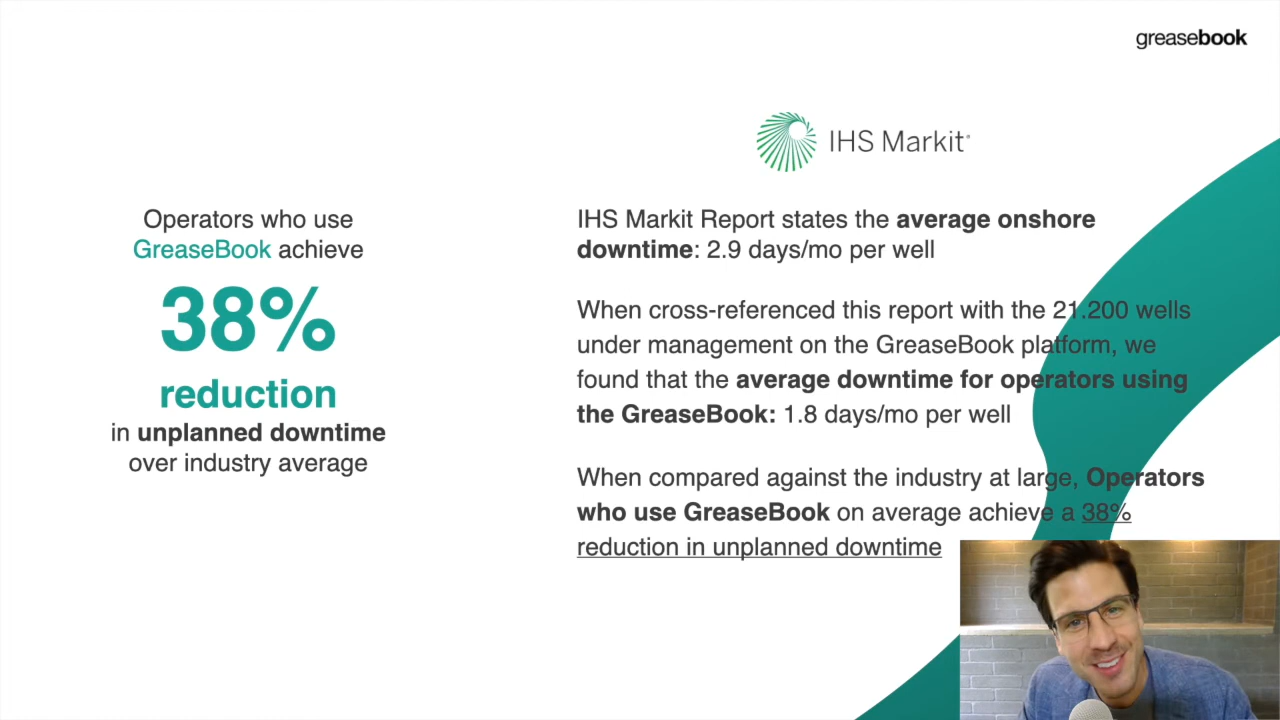 greasebook
IHS Markit®
Operators who use
GreaseBook achieve
38%
reduction
in unplanned downtime
over industry average
IHS Markit Report states the average onshore
downtime: 2.9 days/mo per well
When cross-referenced this report with the 21.200 wells
under management on the GreaseBook platform, we
found that the average downtime for operators using
the GreaseBook: 1.8 days/mo per well
When compared against the industry at large, Operators
who use GreaseBook on average achieve a 38%
reduction in unplanned downtime